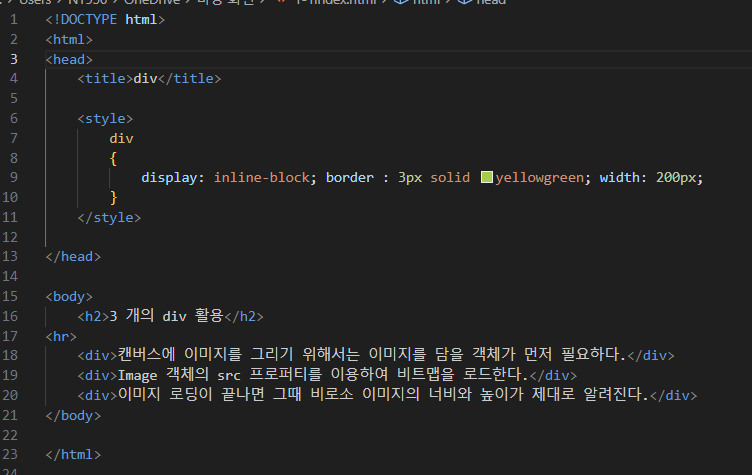 Users > NT950 > OneDrive > 바탕 화면 > html > head
1 <!DOCTYPE html>
2 <html>
3 <head>
4 <title>div</title>
5
6 <style>
7 div
8 {
9 display: inline-block; border : 3px solid yellowgreen; width: 200px;
10 }
11 </style>
12
13 </head>
14
15 <body>
16 <h2>3 개의 div 활용</h2>
17 <hr>
18 <div>캔버스에 이미지를 그리기 위해서는 이미지를 담을 객체가 먼저 필요하다.</div>
19 <div>Image 객체의 src 프로퍼티를 이용하여 비트맵을 로드한다.</div>
20 <div>이미지 로딩이 끝나면 그때 비로소 이미지의 너비와 높이가 제대로 알려진다.</div>
21 </body>
22
23 </html>
24